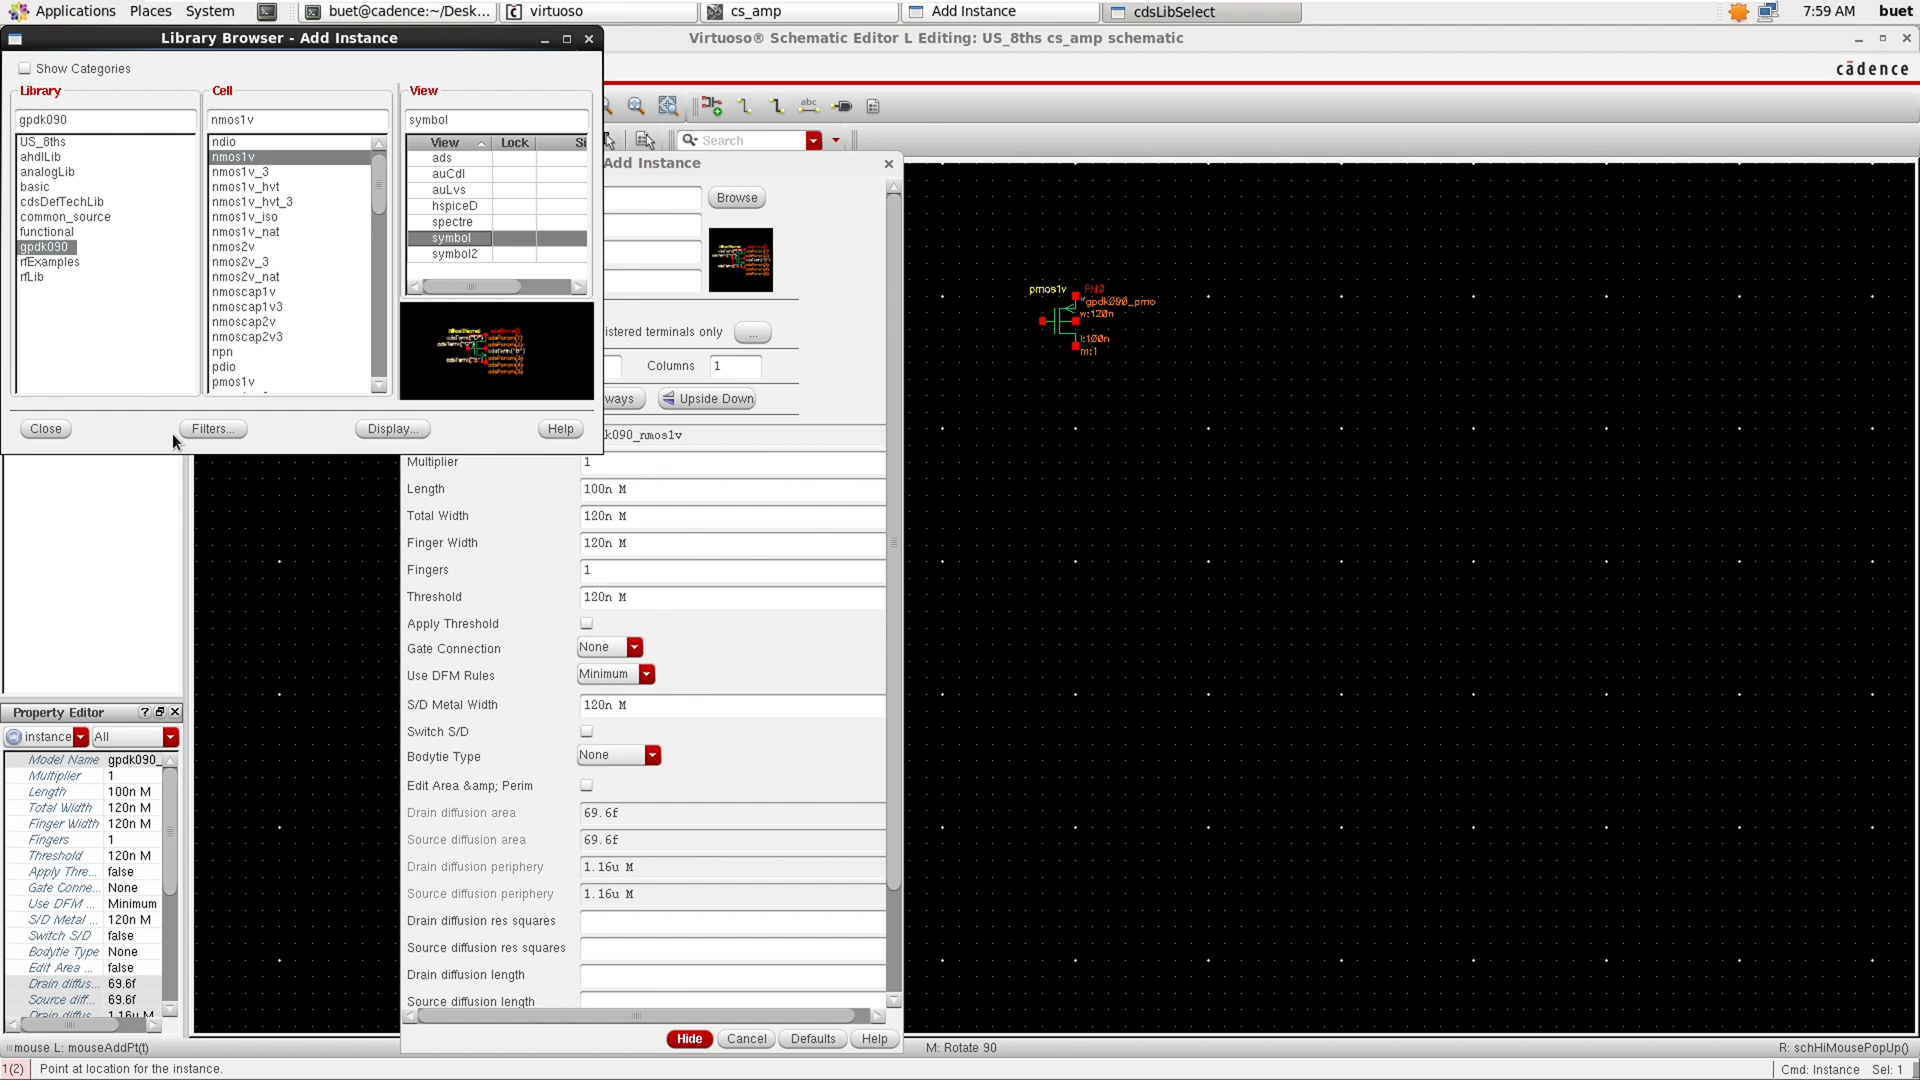 Applications Places System buet@cadence:~/Desk... virtuoso cs_amp Add Instance cdsLibSelect 7:59 AM buet
Library Browser - Add Instance
Virtuoso® Schematic Editor L Editing: US_8ths cs_amp schematic
cādence
Show Categories
Library Cell View
gpdk090 nmos1v symbol
US_8ths
ahdlLib
analogLib
basic
cdsDefTechLib
common_source
functional
gpdk090
rfExamples
rfLib
ndio
nmos1v
nmos1v_3
nmos1v_hvt
nmos1v_hvt_3
nmos1v_iso
nmos1v_nat
nmos2v
nmos2v_3
nmos2v_nat
nmoscap1v
nmoscap1v3
nmoscap2v
nmoscap2v3
npn
pdio
pmos1v
View Lock Si
ads
auCdl
auLvs
hspiceD
spectre
symbol
symbol2
Close Filters... Display... Help
abc
Search
Add Instance
Browse
istered terminals only ...
Columns 1
ways Upside Down
k090_nmos1v
Multiplier 1
Length 100n M
Total Width 120n M
Finger Width 120n M
Fingers 1
Threshold 120n M
Apply Threshold
Gate Connection None
Use DFM Rules Minimum
S/D Metal Width 120n M
Switch S/D
Bodytie Type None
Edit Area &amp; Perim
Drain diffusion area 69.6f
Source diffusion area 69.6f
Drain diffusion periphery 1.16u M
Source diffusion periphery 1.16u M
Drain diffusion res squares
Source diffusion res squares
Drain diffusion length
Source diffusion length
Hide Cancel Defaults Help
pmos1v PM0
"gpdk090_pmo
w:120n
l:100n
m:1
Property Editor
instance All
Model Name gpdk090_
Multiplier 1
Length 100n M
Total Width 120n M
Finger Width 120n M
Fingers 1
Threshold 120n M
Apply Thre... false
Gate Conne... None
Use DFM ... Minimum
S/D Metal ... 120n M
Switch S/D false
Bodytie Type None
Edit Area ... false
Drain diffus... 69.6f
Source diff... 69.6f
Drain diffus 1.16u M
mouse L: mouseAddPt(t) M: Rotate 90 R: schHiMousePopUp()
1(2) Point at location for the instance. Cmd: Instance Sel: 1